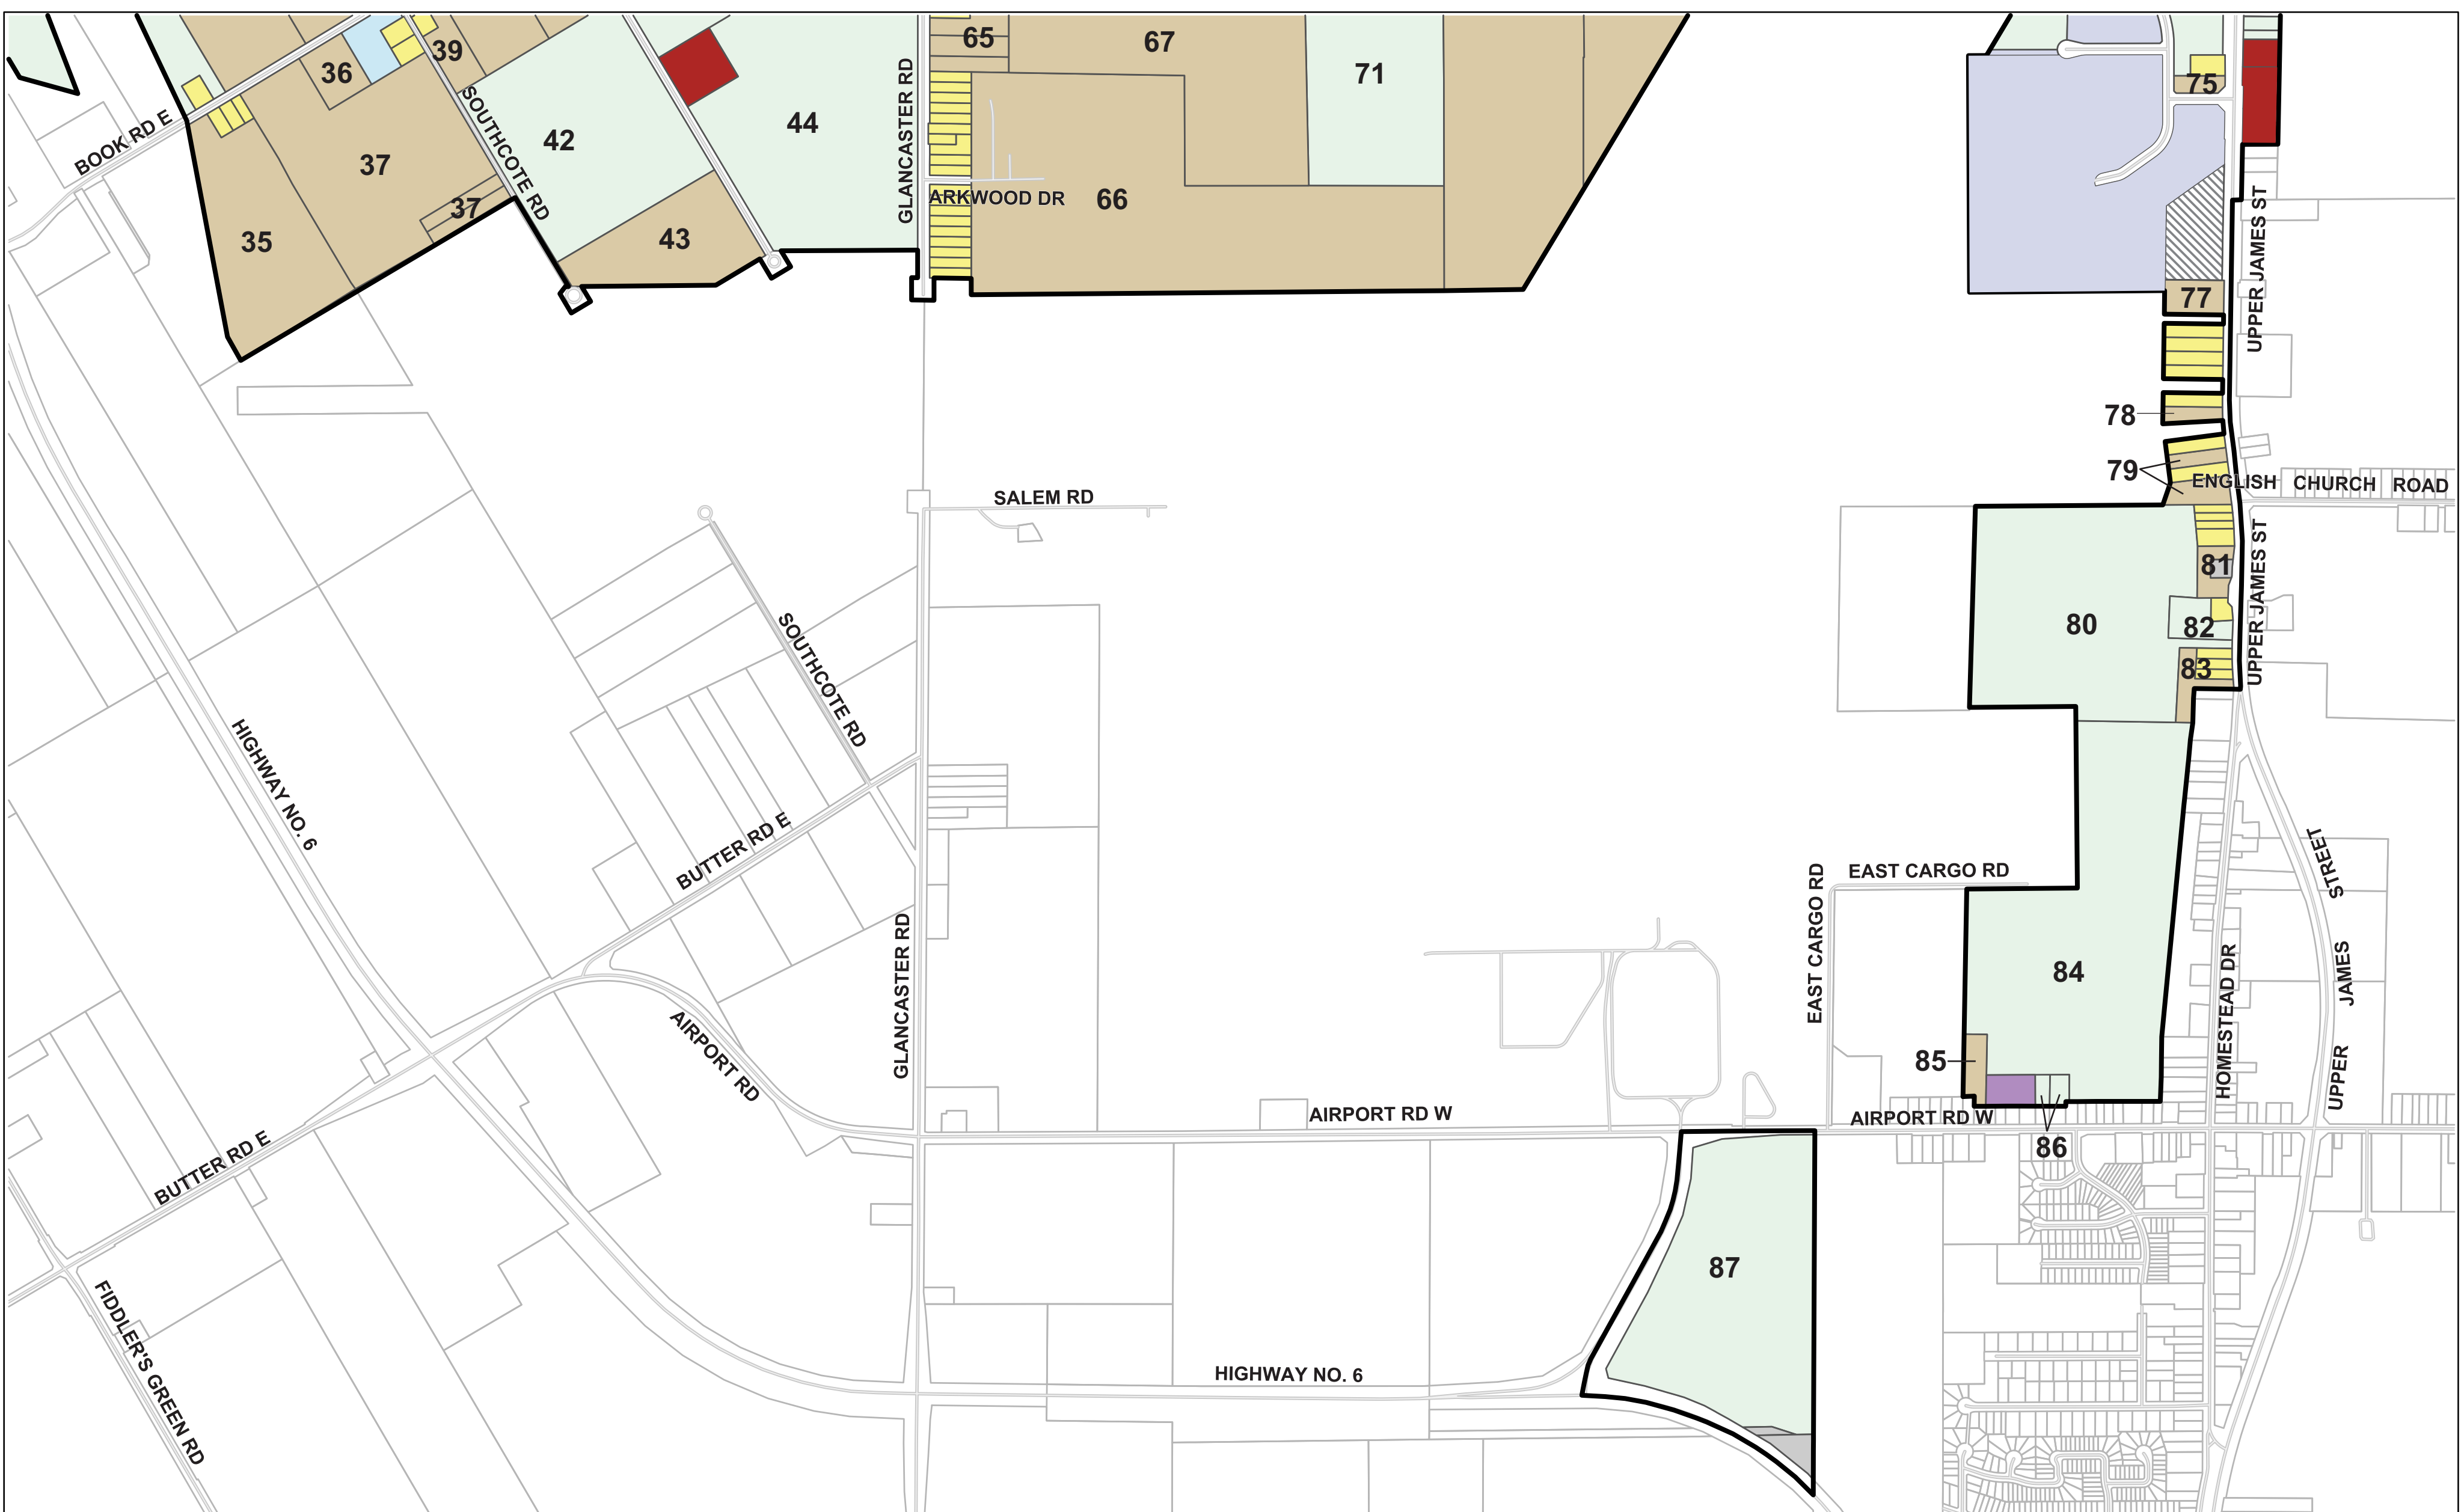 65
67
39
36
71
75
44
BOOK RD E
SOUTHCOTE RD
42
GLANCASTER RD
37
37
ARKWOOD DR
66
35
43
UPPER JAMES ST
77
78
79
ENGLISH CHURCH ROAD
SALEM RD
81
UPPER JAMES ST
80
82
83
SOUTHCOTE RD
HIGHWAY NO. 6
BUTTER RD E
EAST CARGO RD
EAST CARGO RD
UPPER JAMES STREET
GLANCASTER RD
84
HOMESTEAD DR
AIRPORT RD
85
AIRPORT RD W
AIRPORT RD W
86
BUTTER RD E
87
FIDDLER'S GREEN RD
HIGHWAY NO. 6